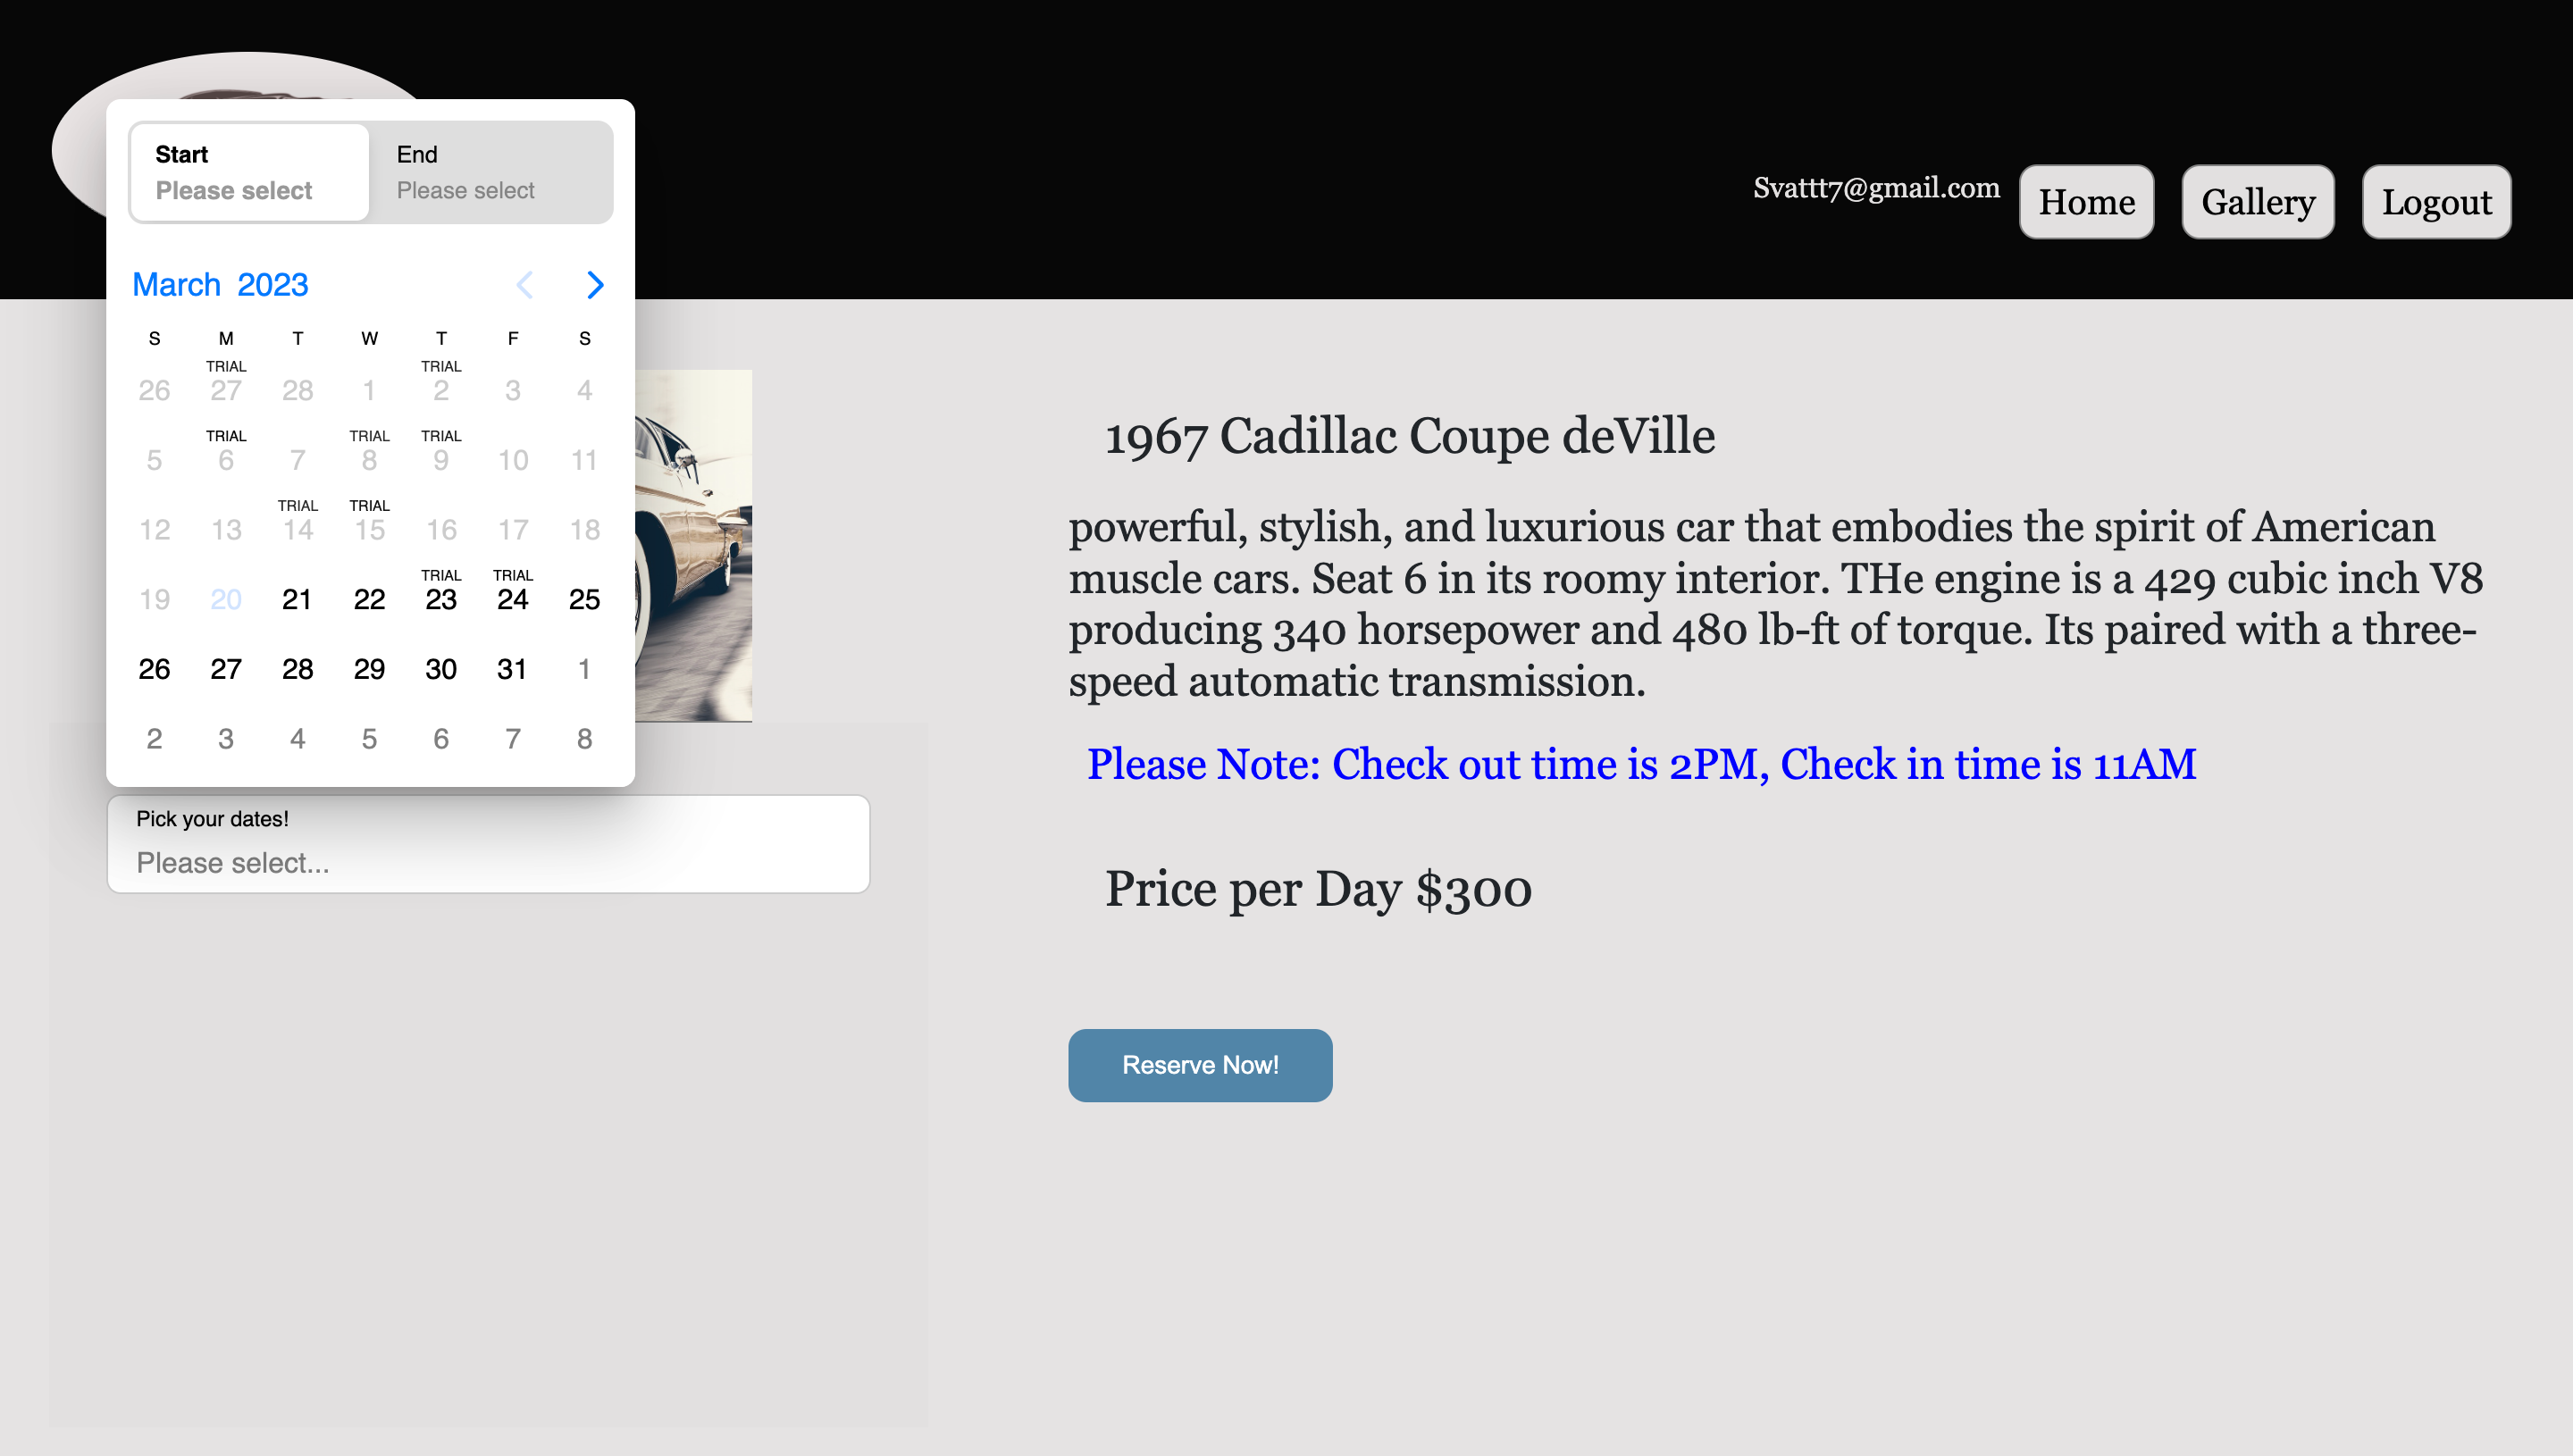 Start
Please select
End
Please select
Svattt7@gmail.com
Home
Gallery
Logout
March 2023
S M T W T F S
TRIAL TRIAL
26 27 28 1 2 3 4
TRIAL TRIAL TRIAL
5 6 7 8 9 10 11
TRIAL TRIAL
12 13 14 15 16 17 18
TRIAL TRIAL
19 20 21 22 23 24 25
26 27 28 29 30 31 1
2 3 4 5 6 7 8
Pick your dates!
Please select...
1967 Cadillac Coupe deVille
powerful, stylish, and luxurious car that embodies the spirit of American
muscle cars. Seat 6 in its roomy interior. THe engine is a 429 cubic inch V8
producing 340 horsepower and 480 lb-ft of torque. Its paired with a three-
speed automatic transmission.
Please Note: Check out time is 2PM, Check in time is 11AM
Price per Day $300
Reserve Now!